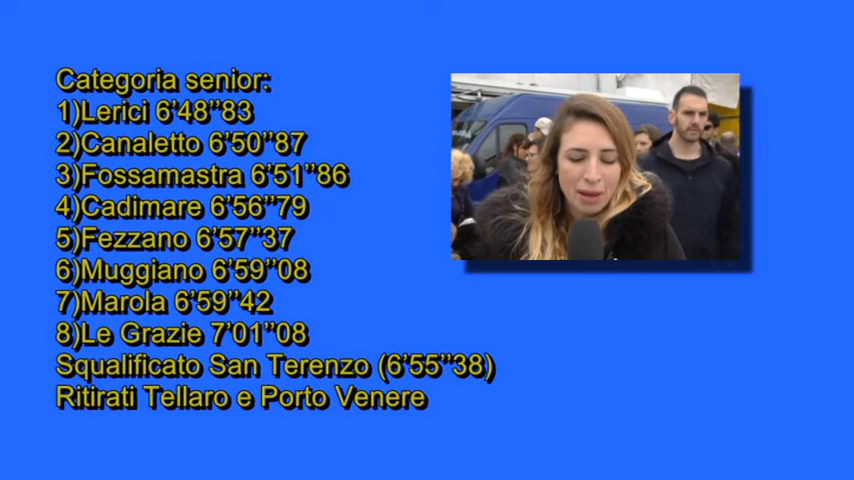 Categoria senior:
1)Lerici 6'48"83
2)Canaletto 6'50"87
3)Fossamastra 6'51"86
4)Cadimare 6'56"79
5)Fezzano 6'57"37
6)Muggiano 6'59"08
7)Marola 6'59"42
8)Le Grazie 7'01"08
Squalificato San Terenzo (6'55"38)
Ritirati Tellaro e Porto Venere